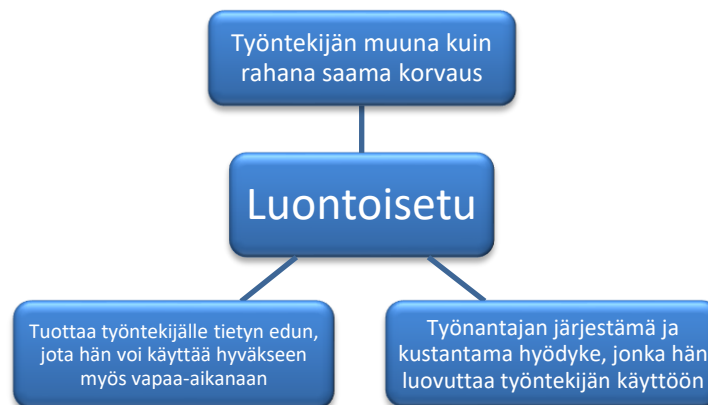 Työntekijän muuna kuin
rahana saama korvaus
Luontoisetu
Tuottaa työntekijälle tietyn edun,
jota hän voi käyttää hyväkseen
myös vapaa-aikanaan
Työnantajan järjestämä ja
kustantama hyödyke, jonka hän
luovuttaa työntekijän käyttöön